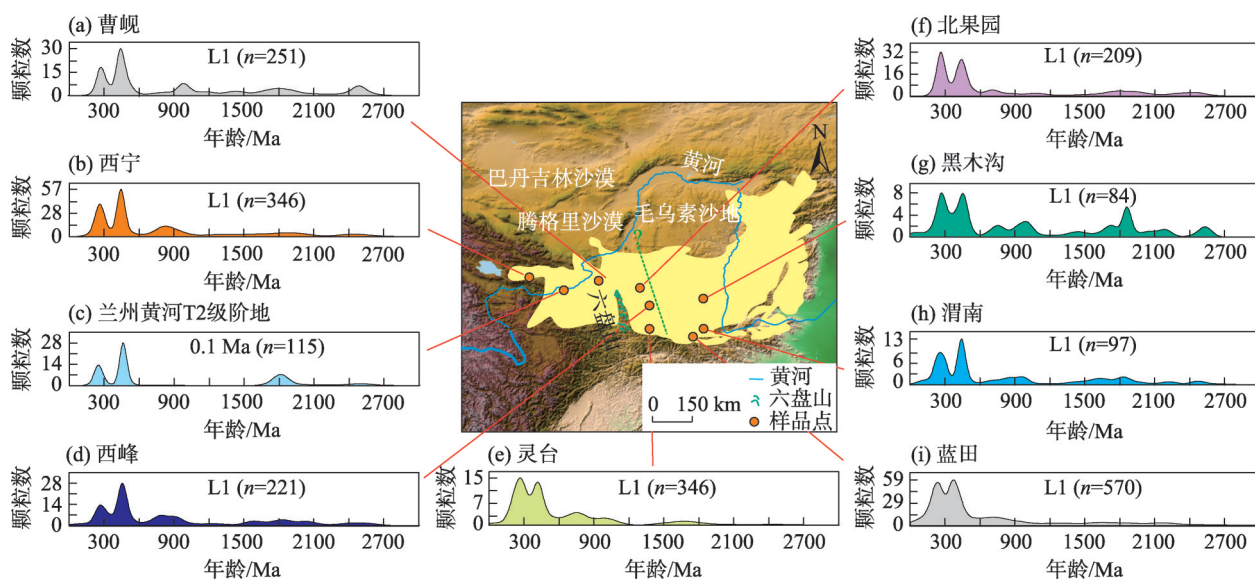 (a) 曹岘
颗粒数
30
15
0
L1 (n=251)
300 900 1500 2100 2700
年龄/Ma
(b) 西宁
颗粒数
57
28
0
L1 (n=346)
300 900 1500 2100 2700
年龄/Ma
(c) 兰州黄河T2级阶地
颗粒数
28
14
0
0.1 Ma (n=115)
300 900 1500 2100 2700
年龄/Ma
(d) 西峰
颗粒数
28
14
0
L1 (n=221)
300 900 1500 2100 2700
年龄/Ma
(e) 灵台
颗粒数
15
7
0
L1 (n=346)
300 900 1500 2100 2700
年龄/Ma
N
黄河
巴丹吉林沙漠
腾格里沙漠
毛乌素沙地
?
六盘山
0 150 km
黄河
六盘山
样品点
(f) 北果园
颗粒数
32
16
0
L1 (n=209)
300 900 1500 2100 2700
年龄/Ma
(g) 黑木沟
颗粒数
8
4
0
L1 (n=84)
300 900 1500 2100 2700
年龄/Ma
(h) 渭南
颗粒数
13
6
0
L1 (n=97)
300 900 1500 2100 2700
年龄/Ma
(i) 蓝田
颗粒数
59
29
0
L1 (n=570)
300 900 1500 2100 2700
年龄/Ma